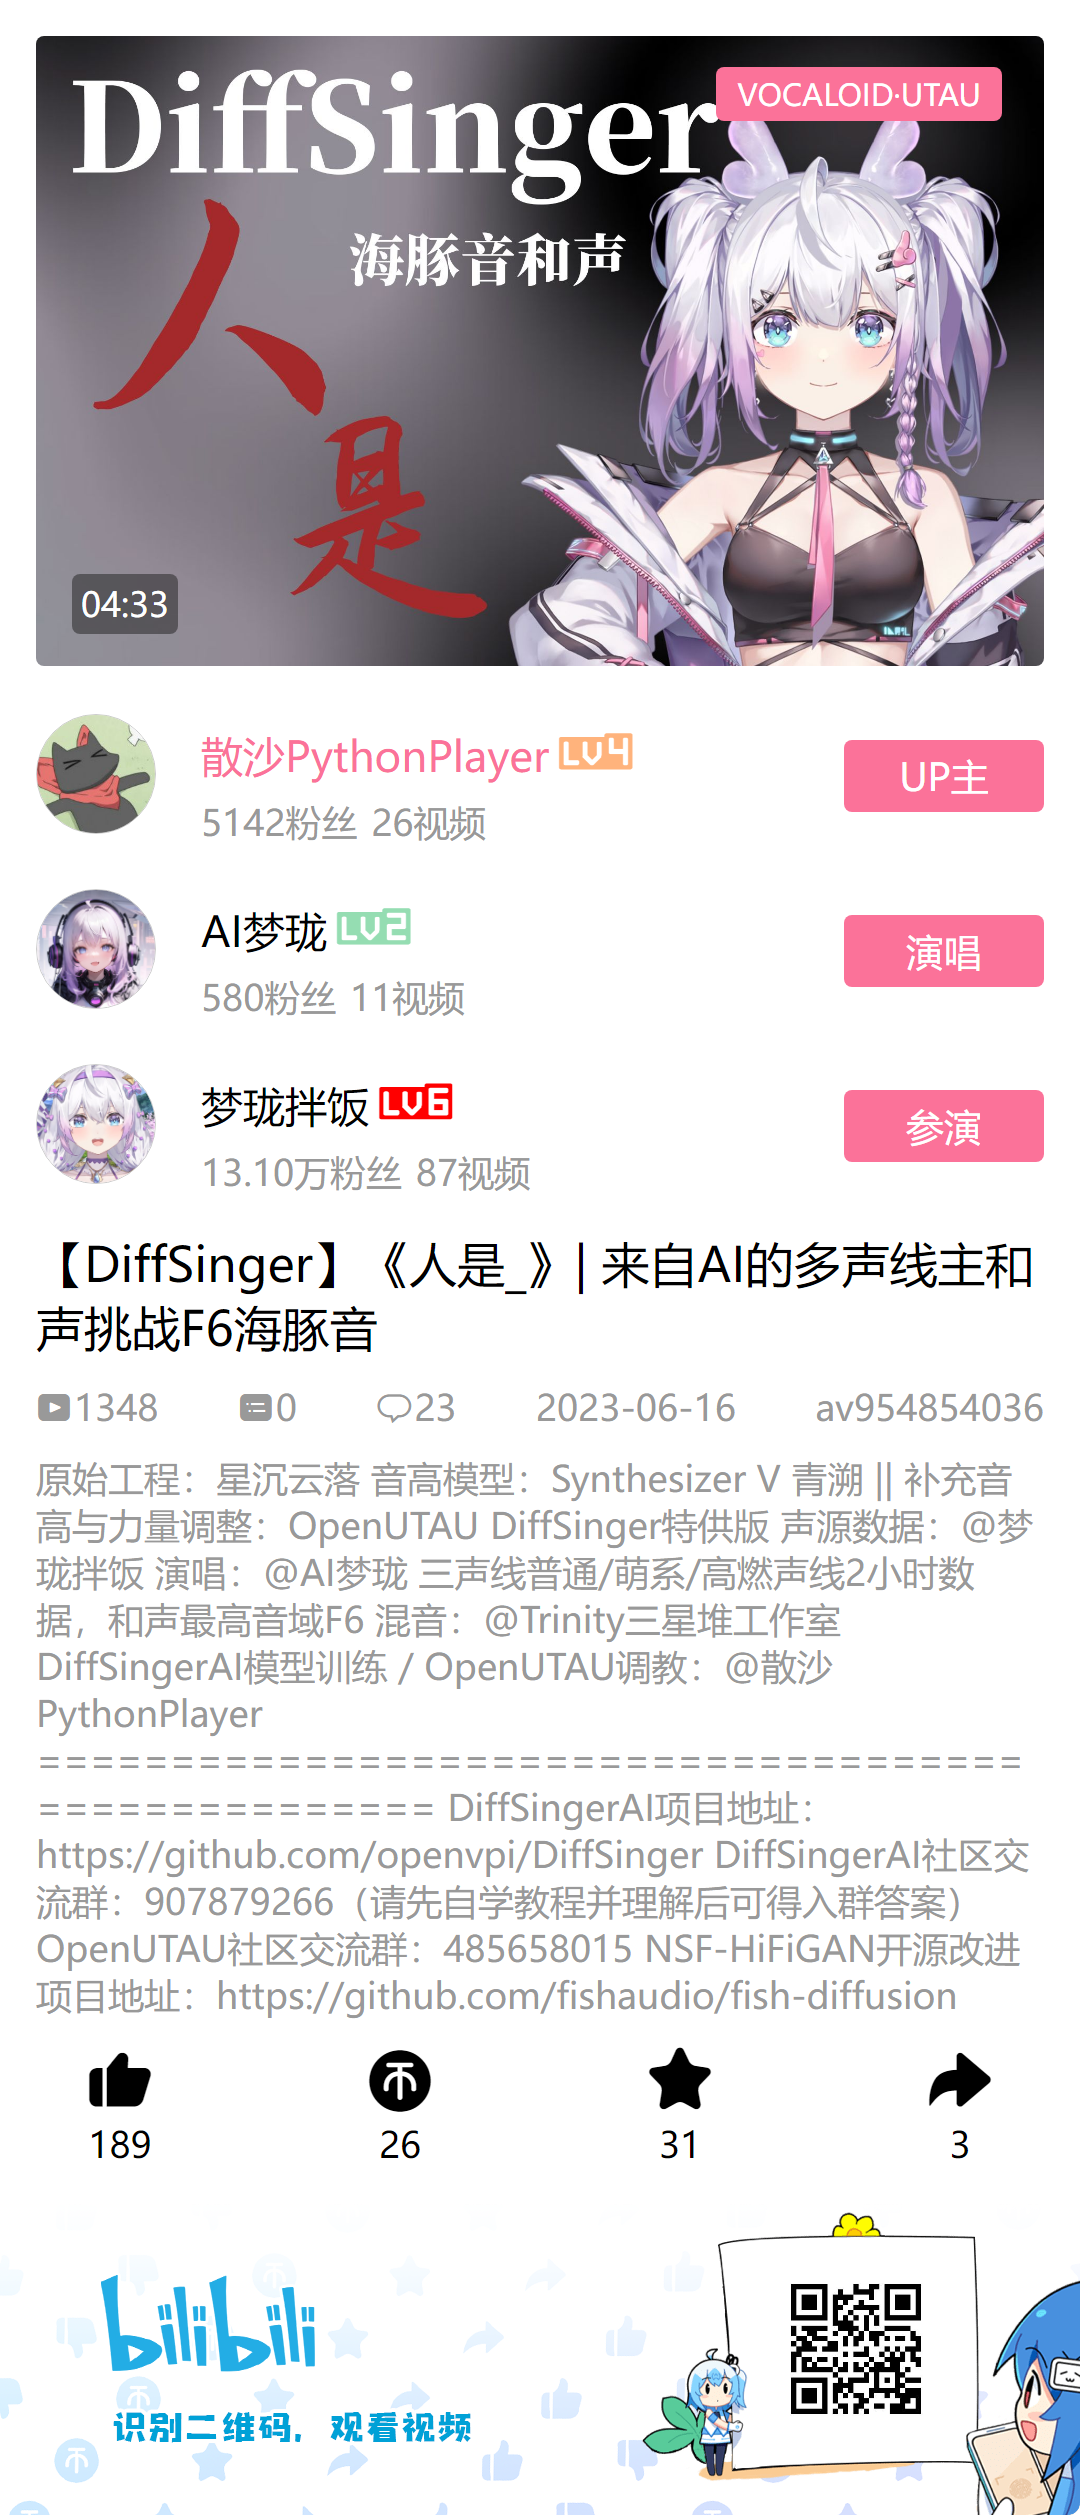 DiffSinger
VOCALOID·UTAU
海豚音和声
人
是
04:33
散沙PythonPlayer LV4
UP主
5142粉丝 26视频
AI梦珑 LV2
演唱
580粉丝 11视频
梦珑拌饭 LV6
参演
13.10万粉丝 87视频
【DiffSinger】《人是_》| 来自AI的多声线主和
声挑战F6海豚音
1348 0 23 2023-06-16 av954854036
原始工程：星沉云落 音高模型：Synthesizer V 青溯 || 补充音
高与力量调整：OpenUTAU DiffSinger特供版 声源数据：@梦
珑拌饭 演唱：@AI梦珑 三声线普通/萌系/高燃声线2小时数
据，和声最高音域F6 混音：@Trinity三星堆工作室
DiffSingerAI模型训练 / OpenUTAU调教：@散沙
PythonPlayer
=====================================
=============== DiffSingerAI项目地址：
https://github.com/openvpi/DiffSinger DiffSingerAI社区交
流群：907879266（请先自学教程并理解后可得入群答案）
OpenUTAU社区交流群：485658015 NSF-HiFiGAN开源改进
项目地址：https://github.com/fishaudio/fish-diffusion
189 26 31 3
bilibili
识别二维码，观看视频